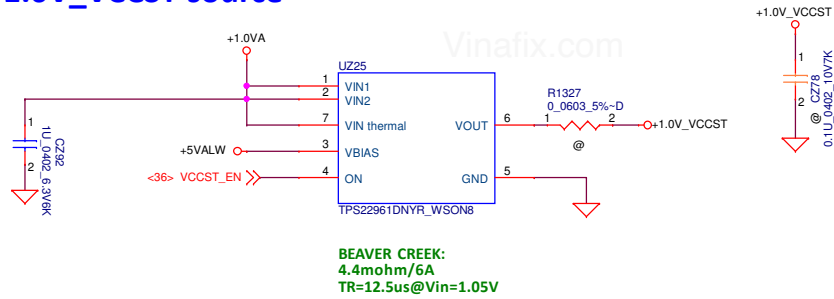 1.0V_VCCST source
+1.0V_VCCST
+1.0VA
Vinafix.com
UZ25
1
2
VIN1
VIN2
7
VIN thermal
VOUT
6
R1327
0_0603_5%~D
1
2
+1.0V_VCCST
@
+5VALW
3
VBIAS
<36> VCCST_EN
4
ON
GND
5
TPS22961DNYR_WSON8
1
2
CZ92
1U_0402_6.3V6K
1
2
CZ78
@
0.1U_0402_10V7K
BEAVER CREEK:
4.4mohm/6A
TR=12.5us@Vin=1.05V